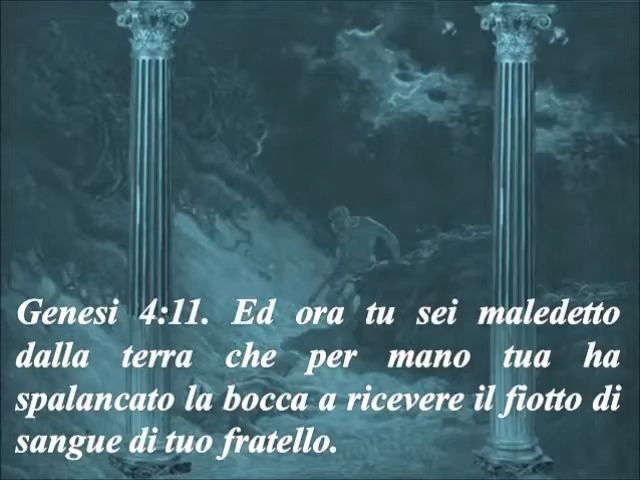 Genesi 4:11. Ed ora tu sei maledetto
dalla terra che per mano tua ha
spalancato la bocca a ricevere il fiotto di
sangue di tuo fratello.